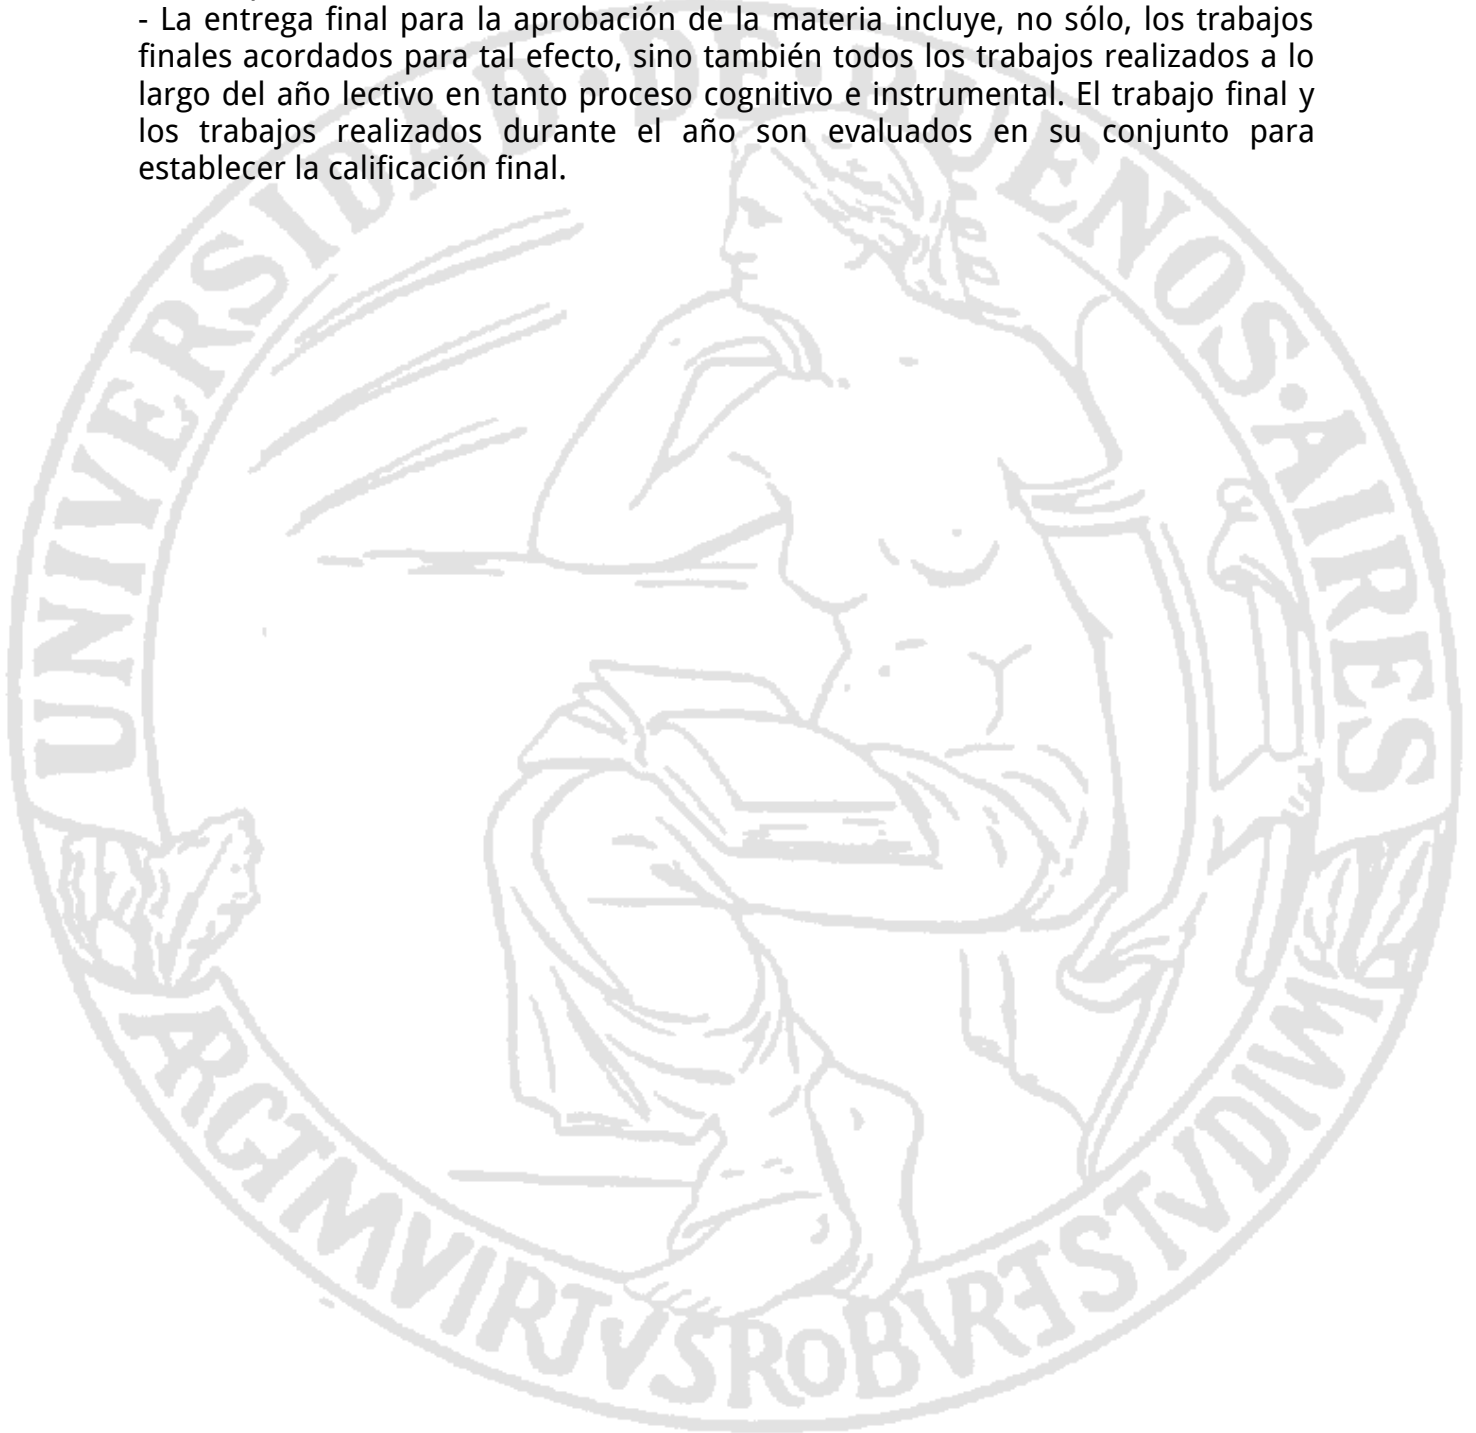 - La entrega final para la aprobación de la materia incluye, no sólo, los trabajos
finales acordados para tal efecto, sino también todos los trabajos realizados a lo
largo del año lectivo en tanto proceso cognitivo e instrumental. El trabajo final y
los trabajos realizados durante el año son evaluados en su conjunto para
establecer la calificación final.
UNIVERSIDAD·DE·BUENOS·AIRES
ARGTMVIRTVSROBVRETSTVDIVM